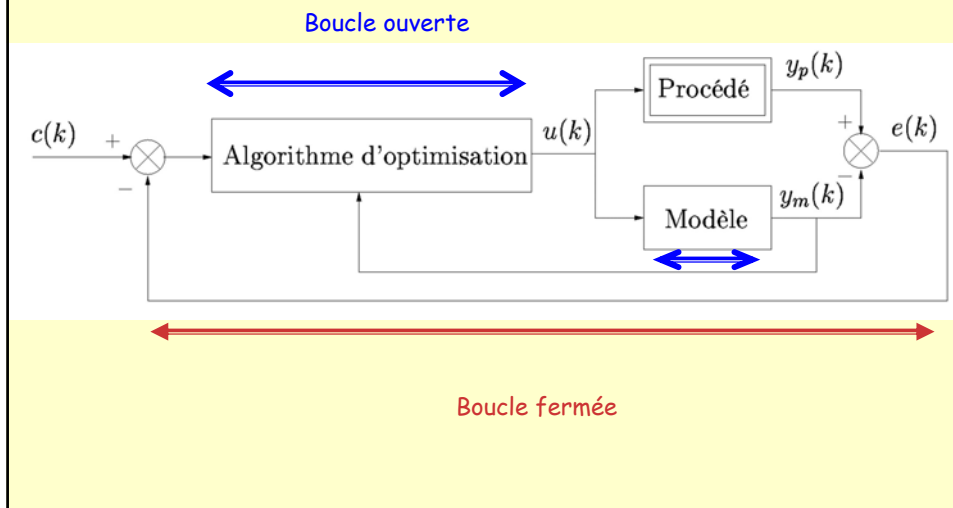 Boucle ouverte
c(k)
+
−
Algorithme d'optimisation
u(k)
Procédé
y_p(k)
+
e(k)
−
y_m(k)
Modèle
Boucle fermée